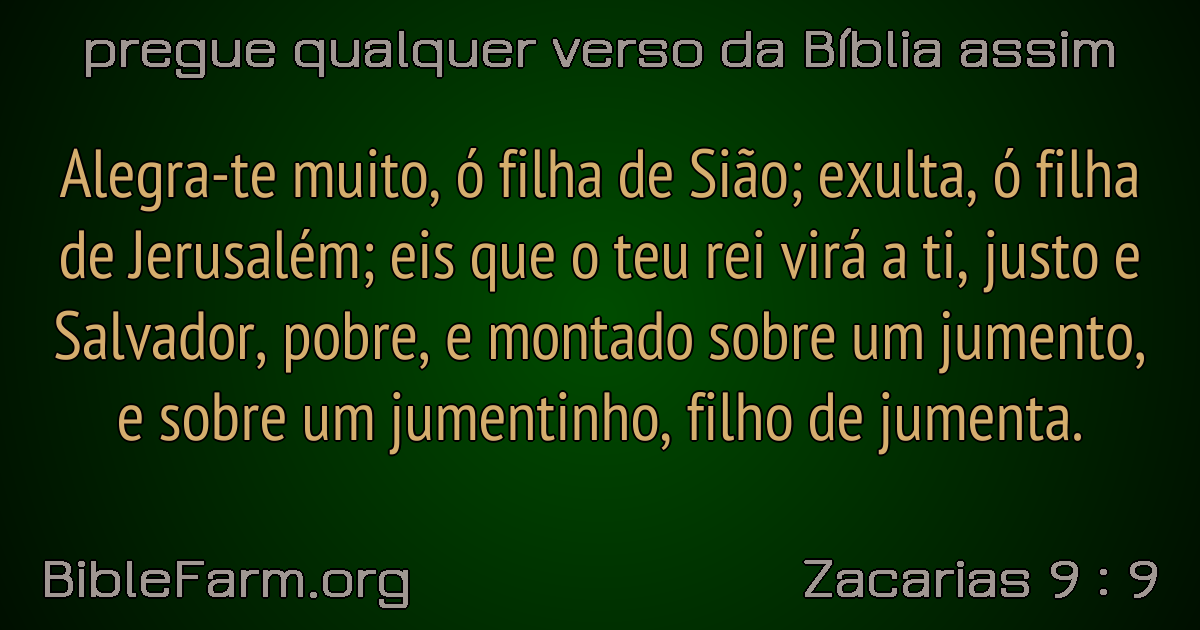 pregue qualquer verso da Bíblia assim
Alegra-te muito, ó filha de Sião; exulta, ó filha
de Jerusalém; eis que o teu rei virá a ti, justo e
Salvador, pobre, e montado sobre um jumento,
e sobre um jumentinho, filho de jumenta.
BibleFarm.org
Zacarias 9 : 9